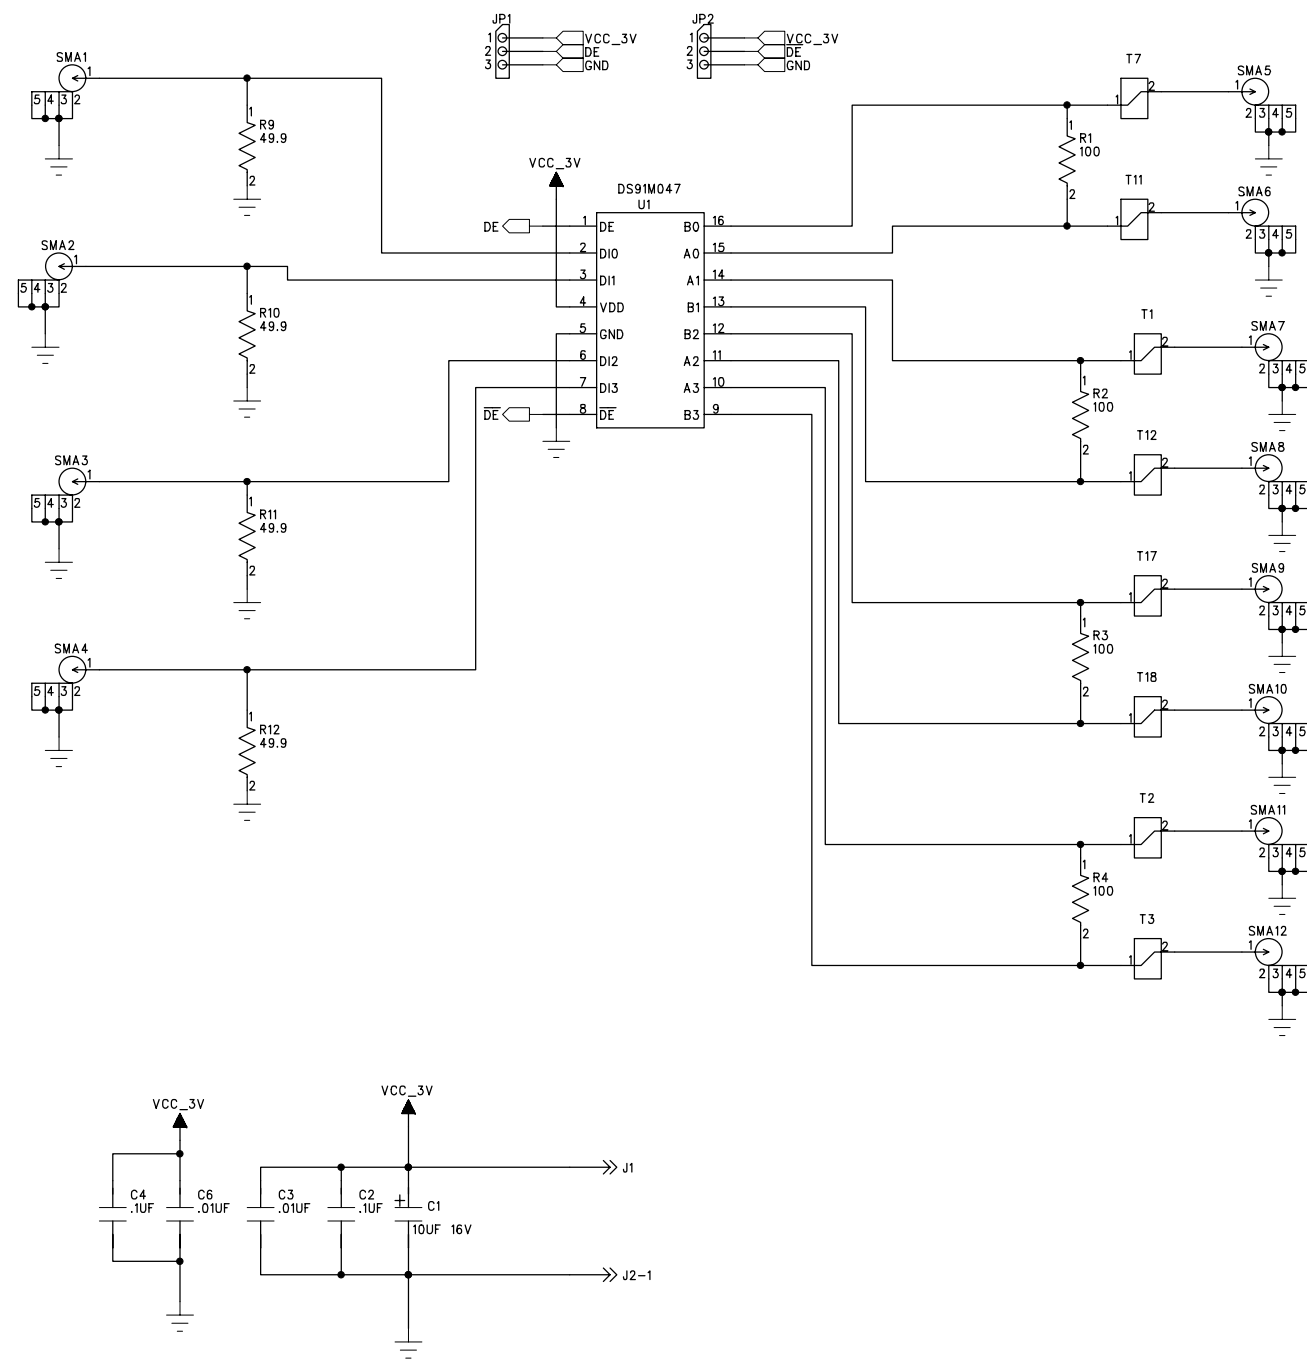 JP1
1 VCC_3V
2 DE
3 GND
JP2
1 VCC_3V
2 D̅E̅
3 GND
SMA1
1
5 4 3 2
1
R9
49.9
2
SMA2
1
5 4 3 2
1
R10
49.9
2
SMA3
1
5 4 3 2
1
R11
49.9
2
SMA4
1
5 4 3 2
1
R12
49.9
2
VCC_3V
DS91M047
U1
DE 1 DE B0 16
2 DI0 A0 15
3 DI1 A1 14
4 VDD B1 13
5 GND B2 12
6 DI2 A2 11
7 DI3 A3 10
D̅E̅ 8 D̅E̅ B3 9
T7
1 2
SMA5
1
2 3 4 5
1
R1
100
2
T11
1 2
SMA6
1
2 3 4 5
T1
1 2
SMA7
1
2 3 4 5
1
R2
100
2
T12
1 2
SMA8
1
2 3 4 5
T17
1 2
SMA9
1
2 3 4 5
1
R3
100
2
T18
1 2
SMA10
1
2 3 4 5
T2
1 2
SMA11
1
2 3 4 5
1
R4
100
2
T3
1 2
SMA12
1
2 3 4 5
VCC_3V
C4
.1UF
C6
.01UF
VCC_3V
C3
.01UF
C2
.1UF
+
C1
10UF 16V
J1
J2-1